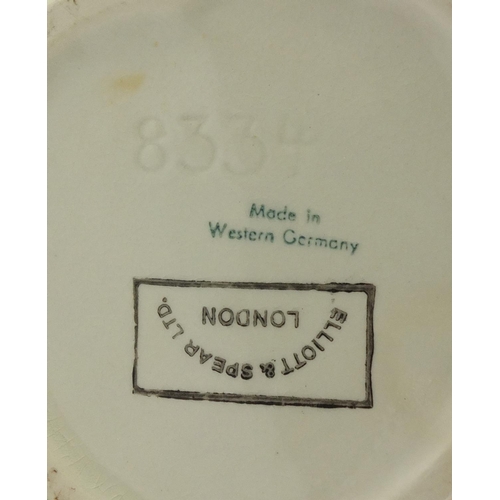 8334
Made in
Western Germany
ELLIOTT & SPEAR LTD.
LONDON